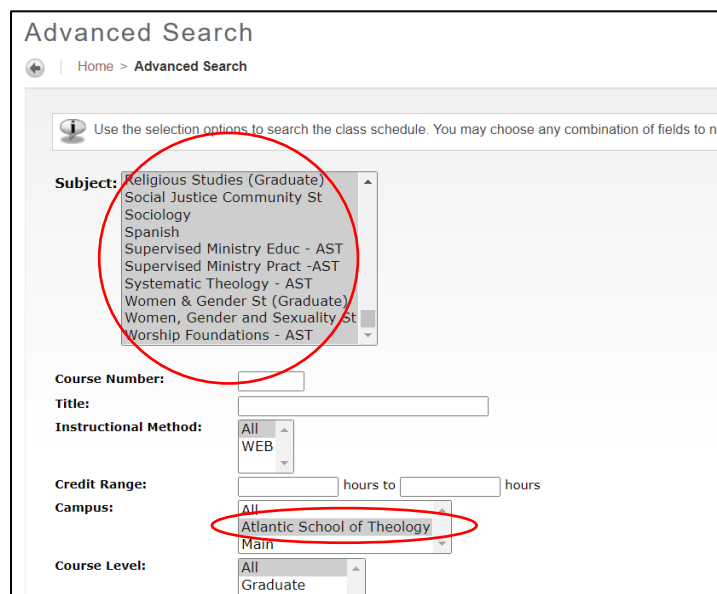 Advanced Search
Home > Advanced Search
Use the selection options to search the class schedule. You may choose any combination of fields to n
Subject:
Religious Studies (Graduate)
Social Justice Community St
Sociology
Spanish
Supervised Ministry Educ - AST
Supervised Ministry Pract -AST
Systematic Theology - AST
Women & Gender St (Graduate)
Women, Gender and Sexuality St
Worship Foundations - AST
Course Number:
Title:
Instructional Method:
All
WEB
Credit Range: hours to hours
Campus:
All
Atlantic School of Theology
Main
Course Level:
All
Graduate